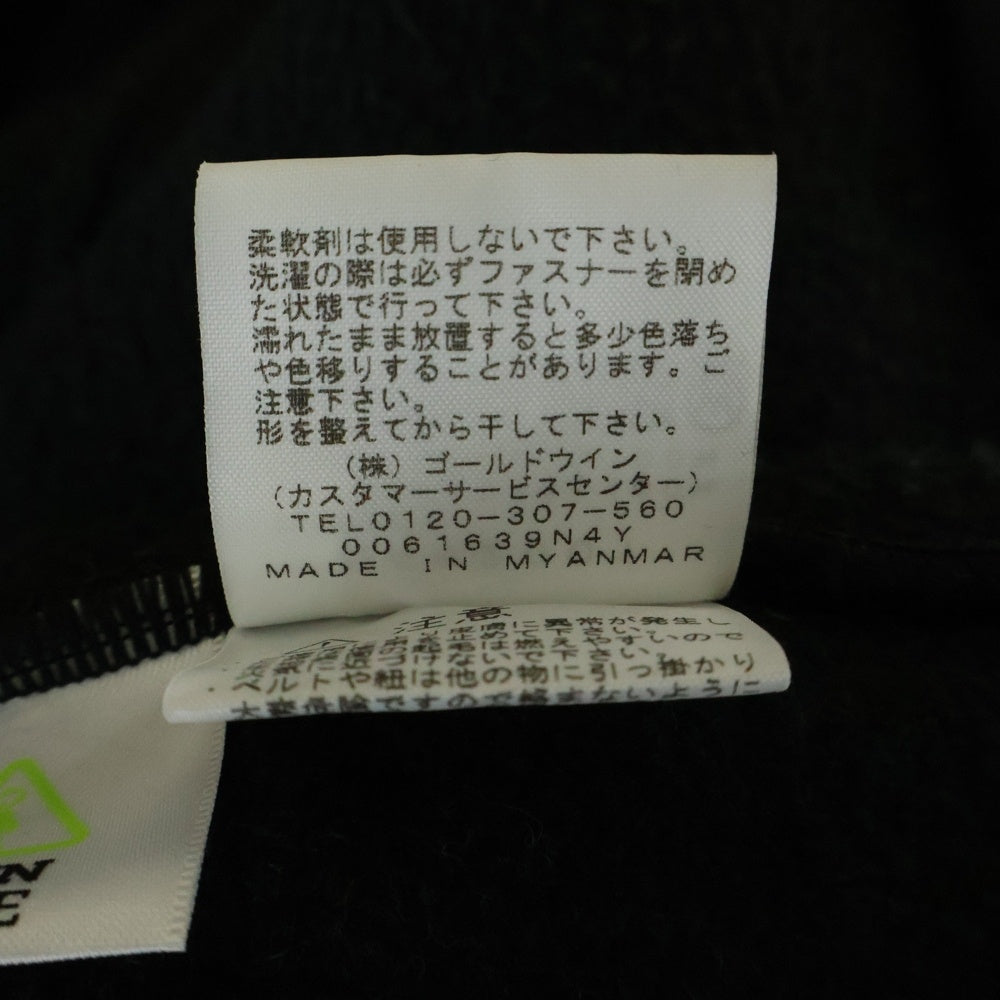 柔軟剤は使用しないで下さい。
洗濯の際は必ずファスナーを閉め
た状態で行って下さい。
濡れたまま放置すると多少色落ち
や色移りすることがあります。ご
注意下さい。
形を整えてから干して下さい。
(株)ゴールドウイン
(カスタマーサービスセンター)
TEL0120-307-560
0061639N4Y
MADE IN MYANMAR
注意
ベルトや紐は他の物に引っ掛かり
N
E